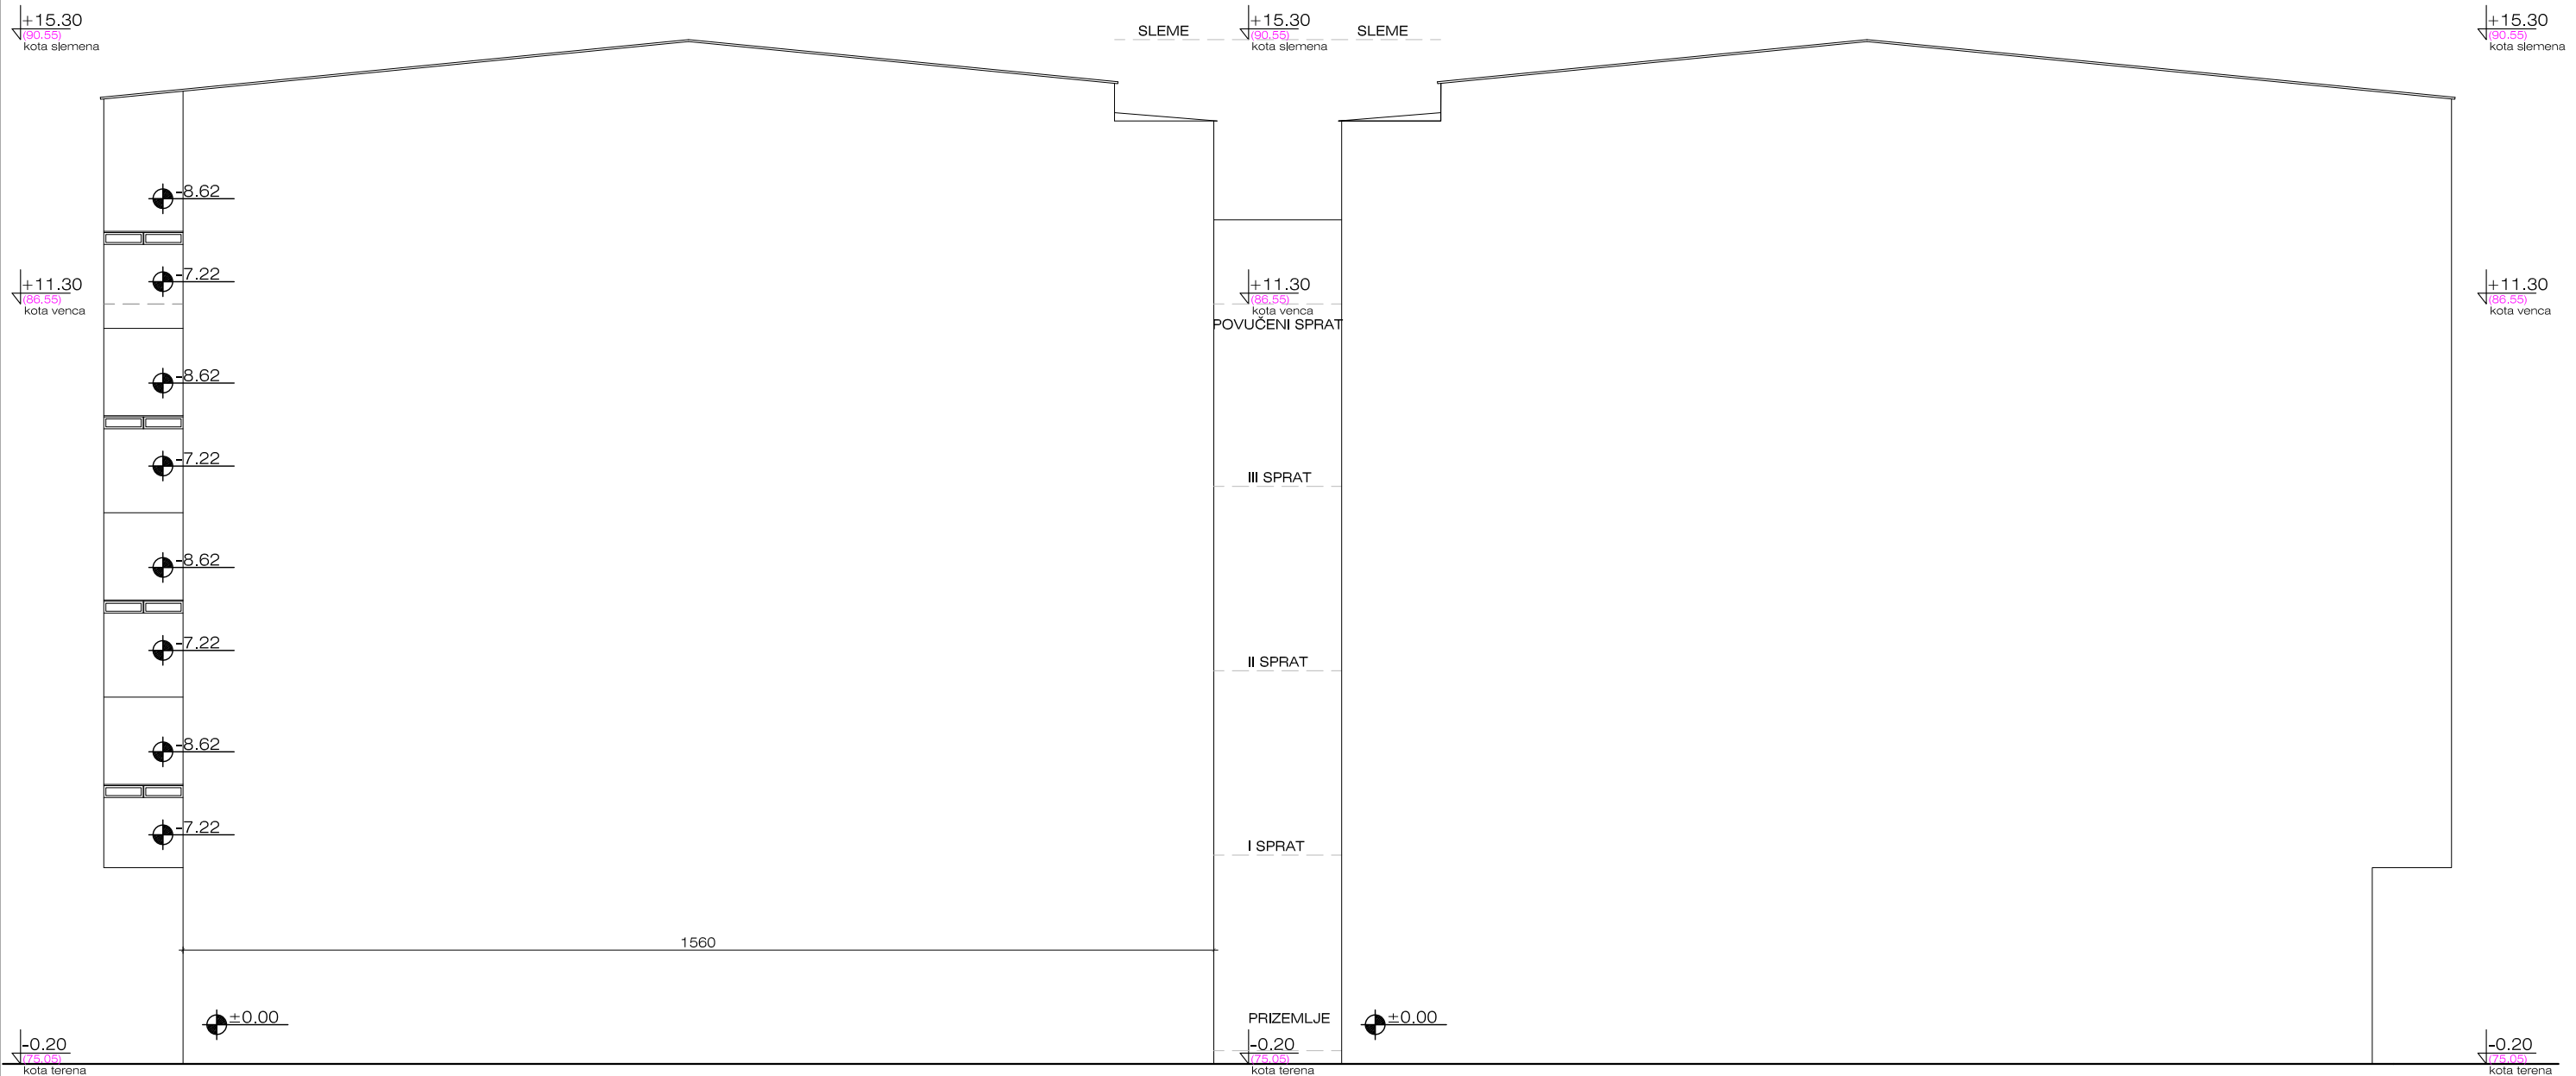 +15.30
(90.55)
kota slemena
SLEME
+15.30
(90.55)
kota slemena
SLEME
+15.30
(90.55)
kota slemena
-8.62
-7.22
+11.30
(86.55)
kota venca
+11.30
(86.55)
kota venca
POVUČENI SPRAT
+11.30
(86.55)
kota venca
-8.62
-7.22
III SPRAT
-8.62
-7.22
II SPRAT
-8.62
-7.22
I SPRAT
1560
±0.00
PRIZEMLJE
±0.00
-0.20
(75.05)
kota terena
-0.20
(75.05)
kota terena
-0.20
(75.05)
kota terena